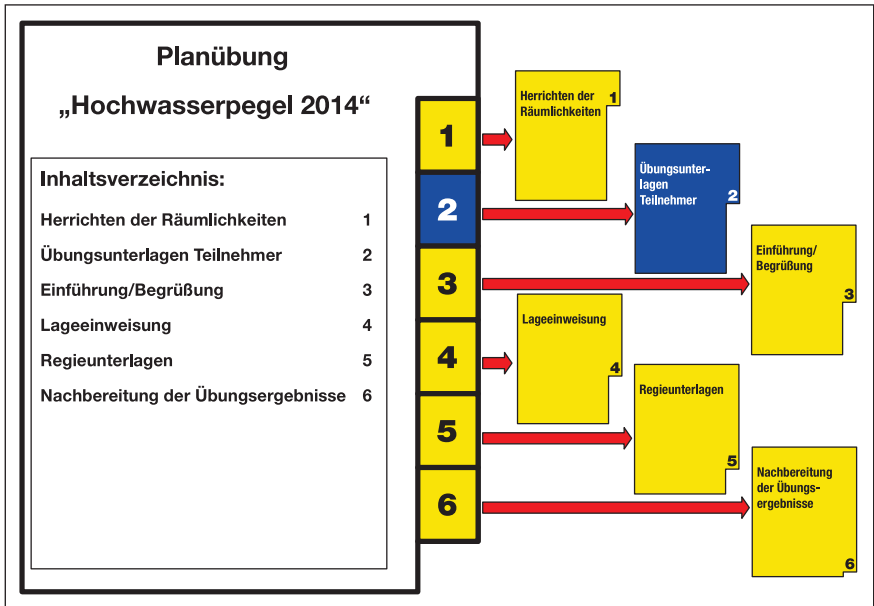 Planübung
„Hochwasserpegel 2014“
Inhaltsverzeichnis:
Herrichten der Räumlichkeiten 1
Übungsunterlagen Teilnehmer 2
Einführung/Begrüßung 3
Lageeinweisung 4
Regieunterlagen 5
Nachbereitung der Übungsergebnisse 6
1
2
3
4
5
6
Herrichten der
Räumlichkeiten
1
Übungsunter-
lagen
Teilnehmer
2
Einführung/
Begrüßung
3
Lageeinweisung
4
Regieunterlagen
5
Nachbereitung
der Übungs-
ergebnisse
6